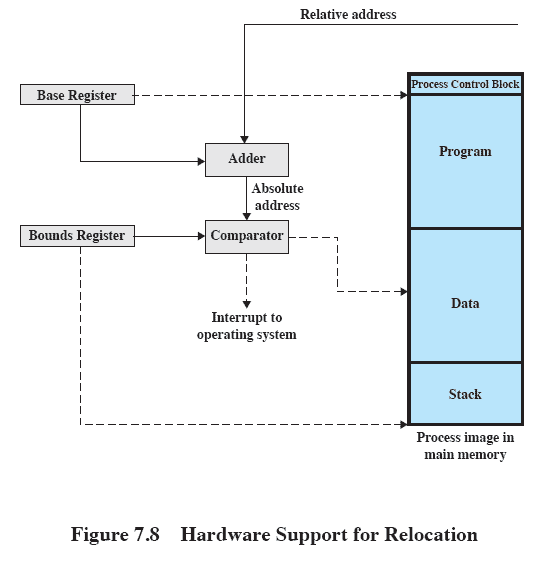 Relative address
Process Control Block
Base Register
Program
Adder
Absolute
address
Bounds Register
Comparator
Data
Interrupt to
operating system
Stack
Process image in
main memory
Figure 7.8 Hardware Support for Relocation